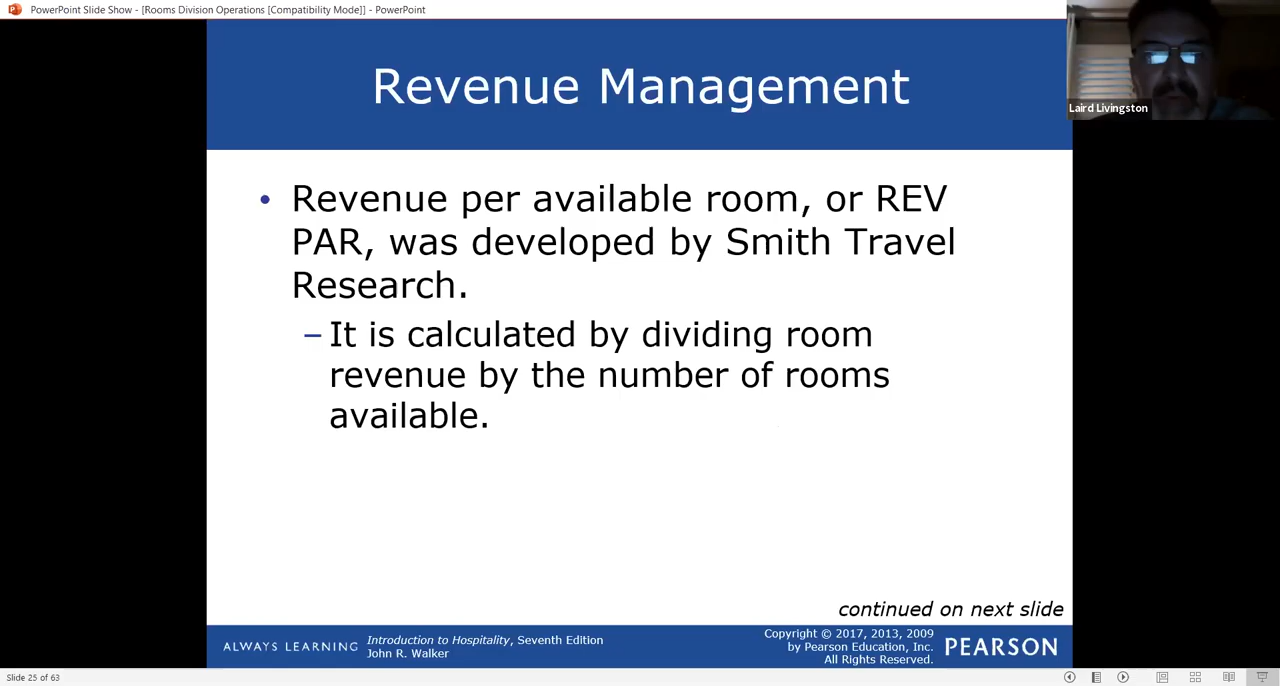 PowerPoint Slide Show - [Rooms Division Operations [Compatibility Mode]] - PowerPoint
Revenue Management
Laird Livingston
• Revenue per available room, or REV
PAR, was developed by Smith Travel
Research.
– It is calculated by dividing room
revenue by the number of rooms
available.
continued on next slide
ALWAYS LEARNING
Introduction to Hospitality, Seventh Edition
John R. Walker
Copyright © 2017, 2013, 2009
by Pearson Education, Inc.
All Rights Reserved.
PEARSON
Slide 25 of 63